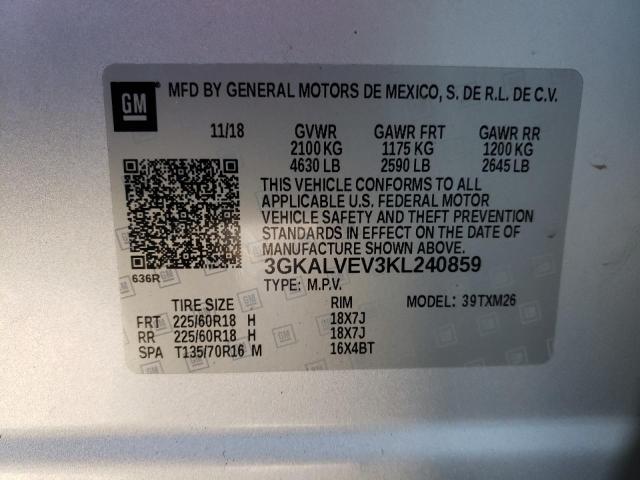 GM
MFD BY GENERAL MOTORS DE MEXICO, S. DE R.L. DE C.V.
11/18 GVWR GAWR FRT GAWR RR
2100 KG 1175 KG 1200 KG
4630 LB 2590 LB 2645 LB
THIS VEHICLE CONFORMS TO ALL
APPLICABLE U.S. FEDERAL MOTOR
VEHICLE SAFETY AND THEFT PREVENTION
STANDARDS IN EFFECT ON THE DATE OF
MANUFACTURE SHOWN ABOVE.
636R
3GKALVEV3KL240859
TYPE: M.P.V.
TIRE SIZE RIM MODEL: 39TXM26
FRT 225/60R18 H 18X7J
RR 225/60R18 H 18X7J
SPA T135/70R16 M 16X4BT